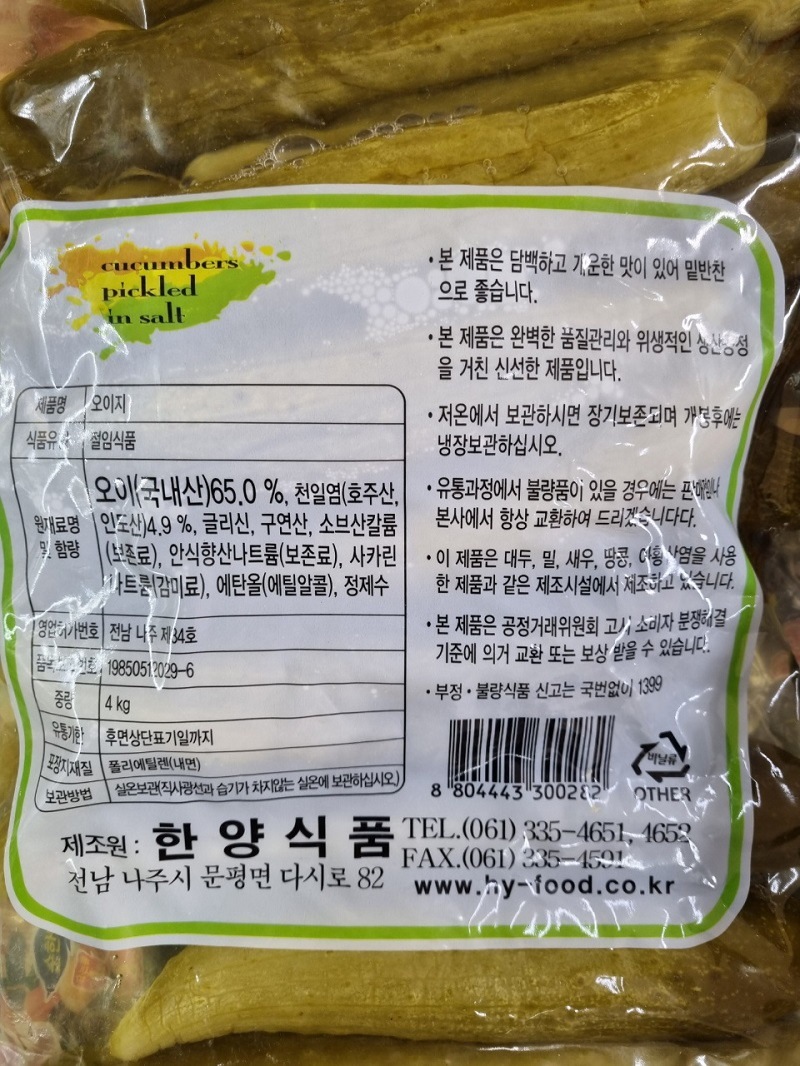 cucumbers
pickled
in salt
제품명 오이지
식품유형 절임식품
원재료명 및 함량
오이(국내산)65.0 %, 천일염(호주산,
인도산)4.9 %, 글리신, 구연산, 소브산칼륨
(보존료), 안식향산나트륨(보존료), 사카린
나트륨(감미료), 에탄올(에틸알콜), 정제수
영업허가번호 전남 나주 제34호
19850512029-6
중량 4 kg
유통기한 후면상단표기일까지
포장지재질 폴리에틸렌(내면)
보관방법 실온보관(직사광선과 습기가 차지않는 실온에 보관하십시오.)
• 본 제품은 담백하고 개운한 맛이 있어 밑반찬
으로 좋습니다.
• 본 제품은 완벽한 품질관리와 위생적인 생산공정
을 거친 신선한 제품입니다.
• 저온에서 보관하시면 장기보존되며 개봉후에는
냉장보관하십시오.
• 유통과정에서 불량품이 있을 경우에는 판매원나
본사에서 항상 교환하여 드리겠습니다다.
• 이 제품은 대두, 밀, 새우, 땅콩, 아황산염을 사용
한 제품과 같은 제조시설에서 제조하고 있습니다.
• 본 제품은 공정거래위원회 고시 소리자 분쟁해결
기준에 의거 교환 또는 보상 받을 수 있습니다.
• 부정 • 불량식품 신고는 국번없이 1399
8 804443 300282
비닐류
OTHER
제조원 : 한 양 식 품
전남 나주시 문평면 다시로 82
TEL.(061) 335-4651, 4652
FAX.(061) 335-4591
www.hy-food.co.kr